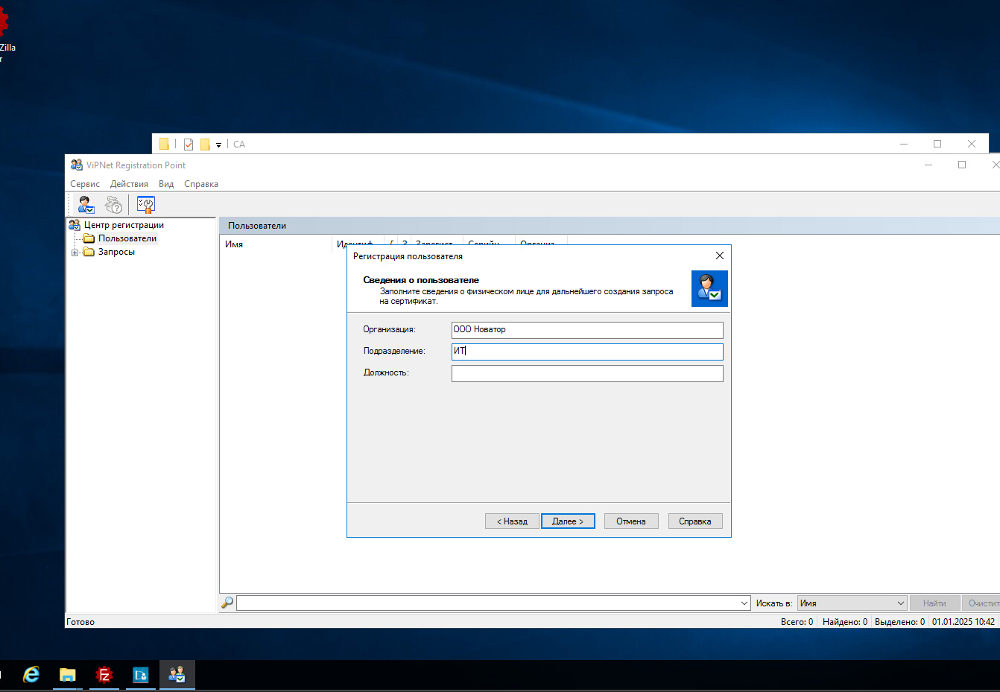 Zilla
r
CA
ViPNet Registration Point
Сервис Действия Вид Справка
Центр регистрации
Пользователи
Запросы
Пользователи
Имя Идентиф... З Зарегист... Серийн... Организ...
Регистрация пользователя
Сведения о пользователе
Заполните сведения о физическом лице для дальнейшего создания запроса
на сертификат.
Организация: ООО Новатор
Подразделение: ИТ
Должность:
< Назад Далее > Отмена Справка
Искать в: Имя Найти Очистит
Готово Всего: 0 Найдено: 0 Выделено: 0 01.01.2025 10:42